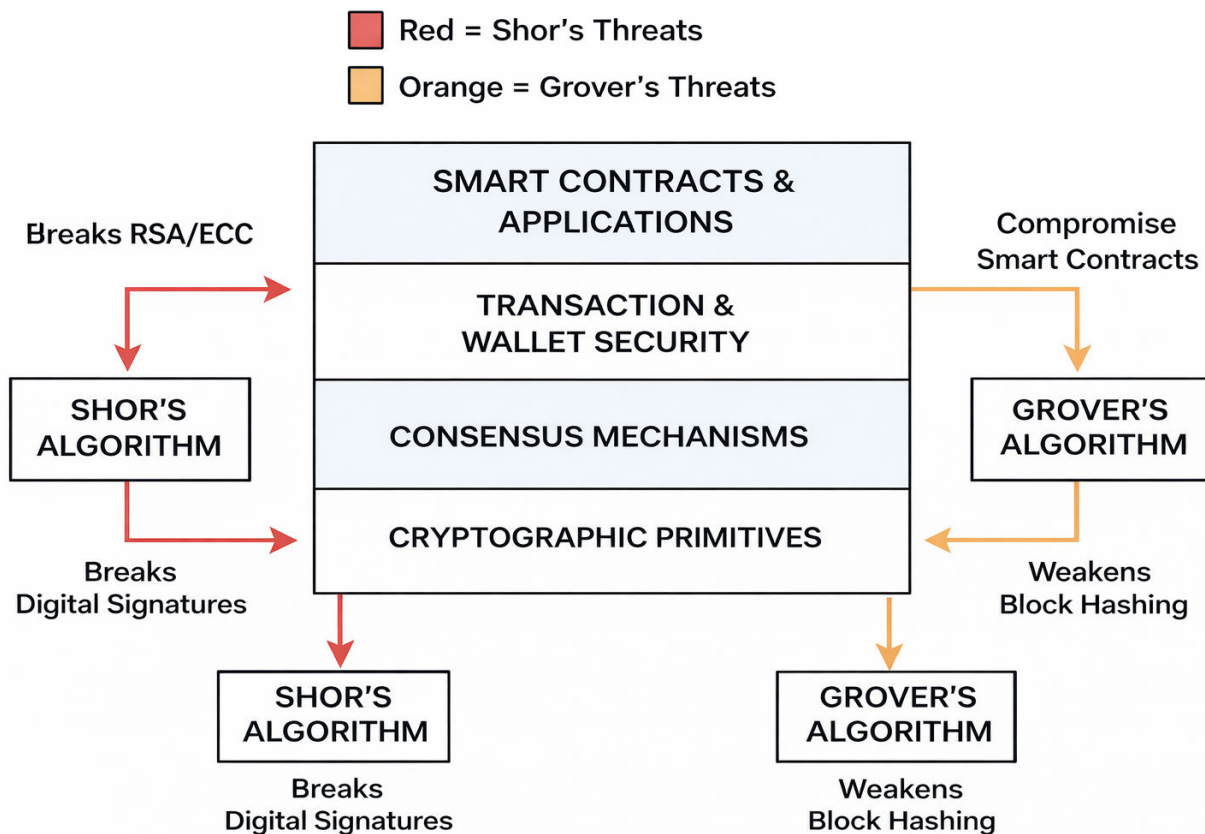 Red = Shor's Threats
Orange = Grover's Threats
SMART CONTRACTS &
APPLICATIONS
Breaks RSA/ECC
Compromise
Smart Contracts
TRANSACTION &
WALLET SECURITY
SHOR'S
ALGORITHM
CONSENSUS MECHANISMS
GROVER'S
ALGORITHM
CRYPTOGRAPHIC PRIMITIVES
Breaks
Digital Signatures
Weakens
Block Hashing
SHOR'S
ALGORITHM
GROVER'S
ALGORITHM
Breaks
Digital Signatures
Weakens
Block Hashing